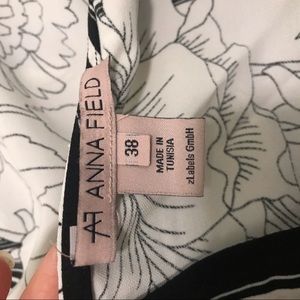 AF ANNA FIELD
38
MADE IN
TUNISIA
zLabels GmbH